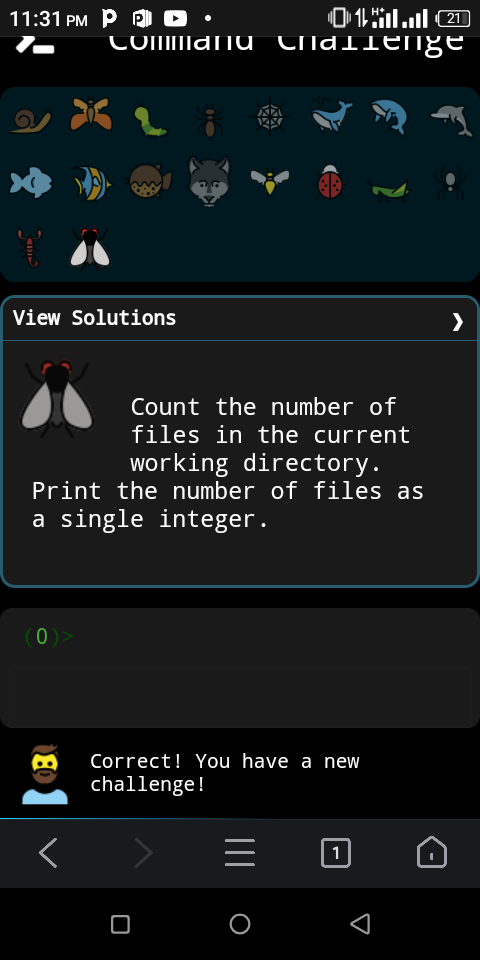 11:31 PM
H+
21
Command Challenge
View Solutions
Count the number of
files in the current
working directory.
Print the number of files as
a single integer.
(0)>
Correct! You have a new
challenge!
1